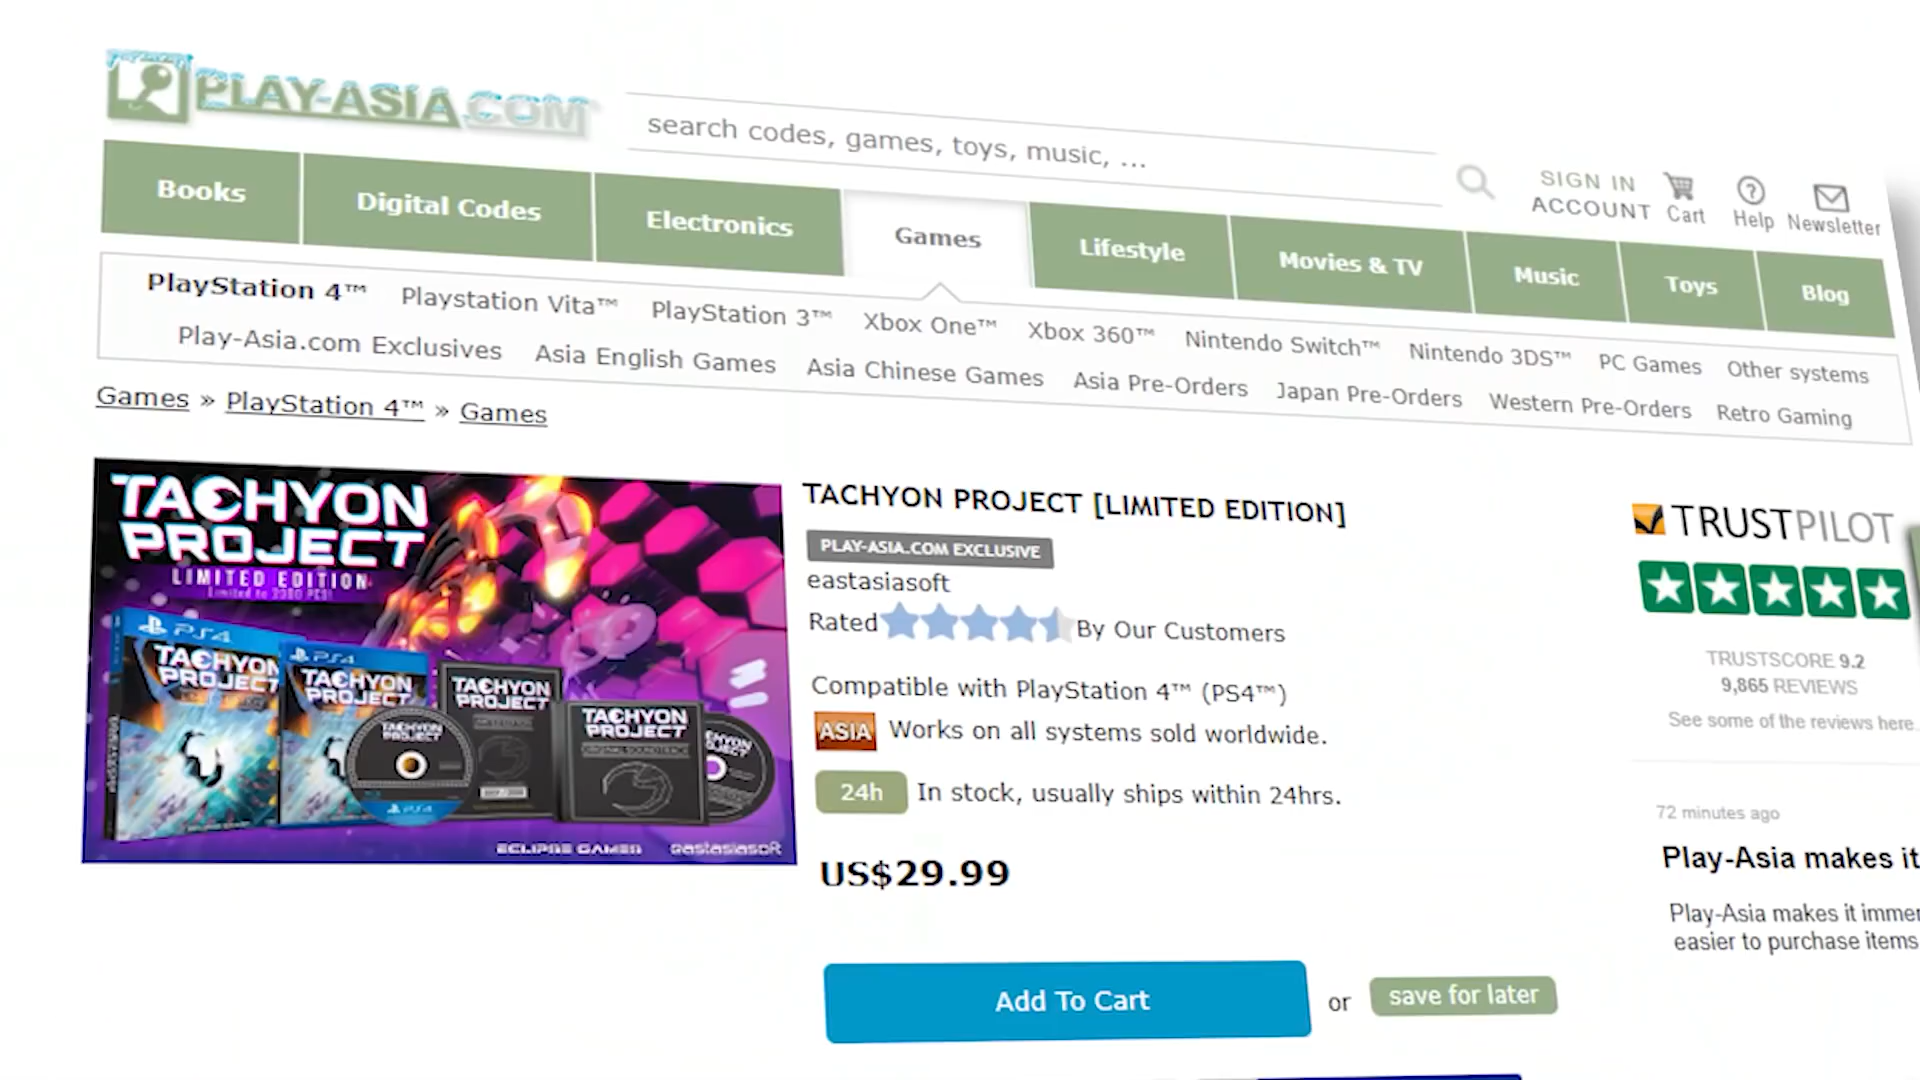 PLAY-ASIA.COM
search codes, games, toys, music, ...
SIGN IN
ACCOUNT
Cart
Help
Newsletter
Books
Digital Codes
Electronics
Games
Lifestyle
Movies & TV
Music
Toys
Blog
PlayStation 4™ Playstation Vita™ PlayStation 3™ Xbox One™ Xbox 360™ Nintendo Switch™ Nintendo 3DS™ PC Games Other systems
Play-Asia.com Exclusives Asia English Games Asia Chinese Games Asia Pre-Orders Japan Pre-Orders Western Pre-Orders Retro Gaming
Games » PlayStation 4™ » Games
TACHYON
PROJECT
LIMITED EDITION
PS4
TACHYON
PROJECT
PS4
TACHYON
PROJECT
TACHYON
PROJECT
TACHYON
PROJECT
TACHYON
PROJECT
PS4
ECLIPSE GAMES eastasiasoft
TACHYON PROJECT [LIMITED EDITION]
PLAY-ASIA.COM EXCLUSIVE
eastasiasoft
Rated By Our Customers
Compatible with PlayStation 4™ (PS4™)
ASIA Works on all systems sold worldwide.
24h In stock, usually ships within 24hrs.
US$29.99
Add To Cart or save for later
TRUSTPILOT
TRUSTSCORE 9.2
9,865 REVIEWS
See some of the reviews here.
72 minutes ago
Play-Asia makes it
Play-Asia makes it immer
easier to purchase items